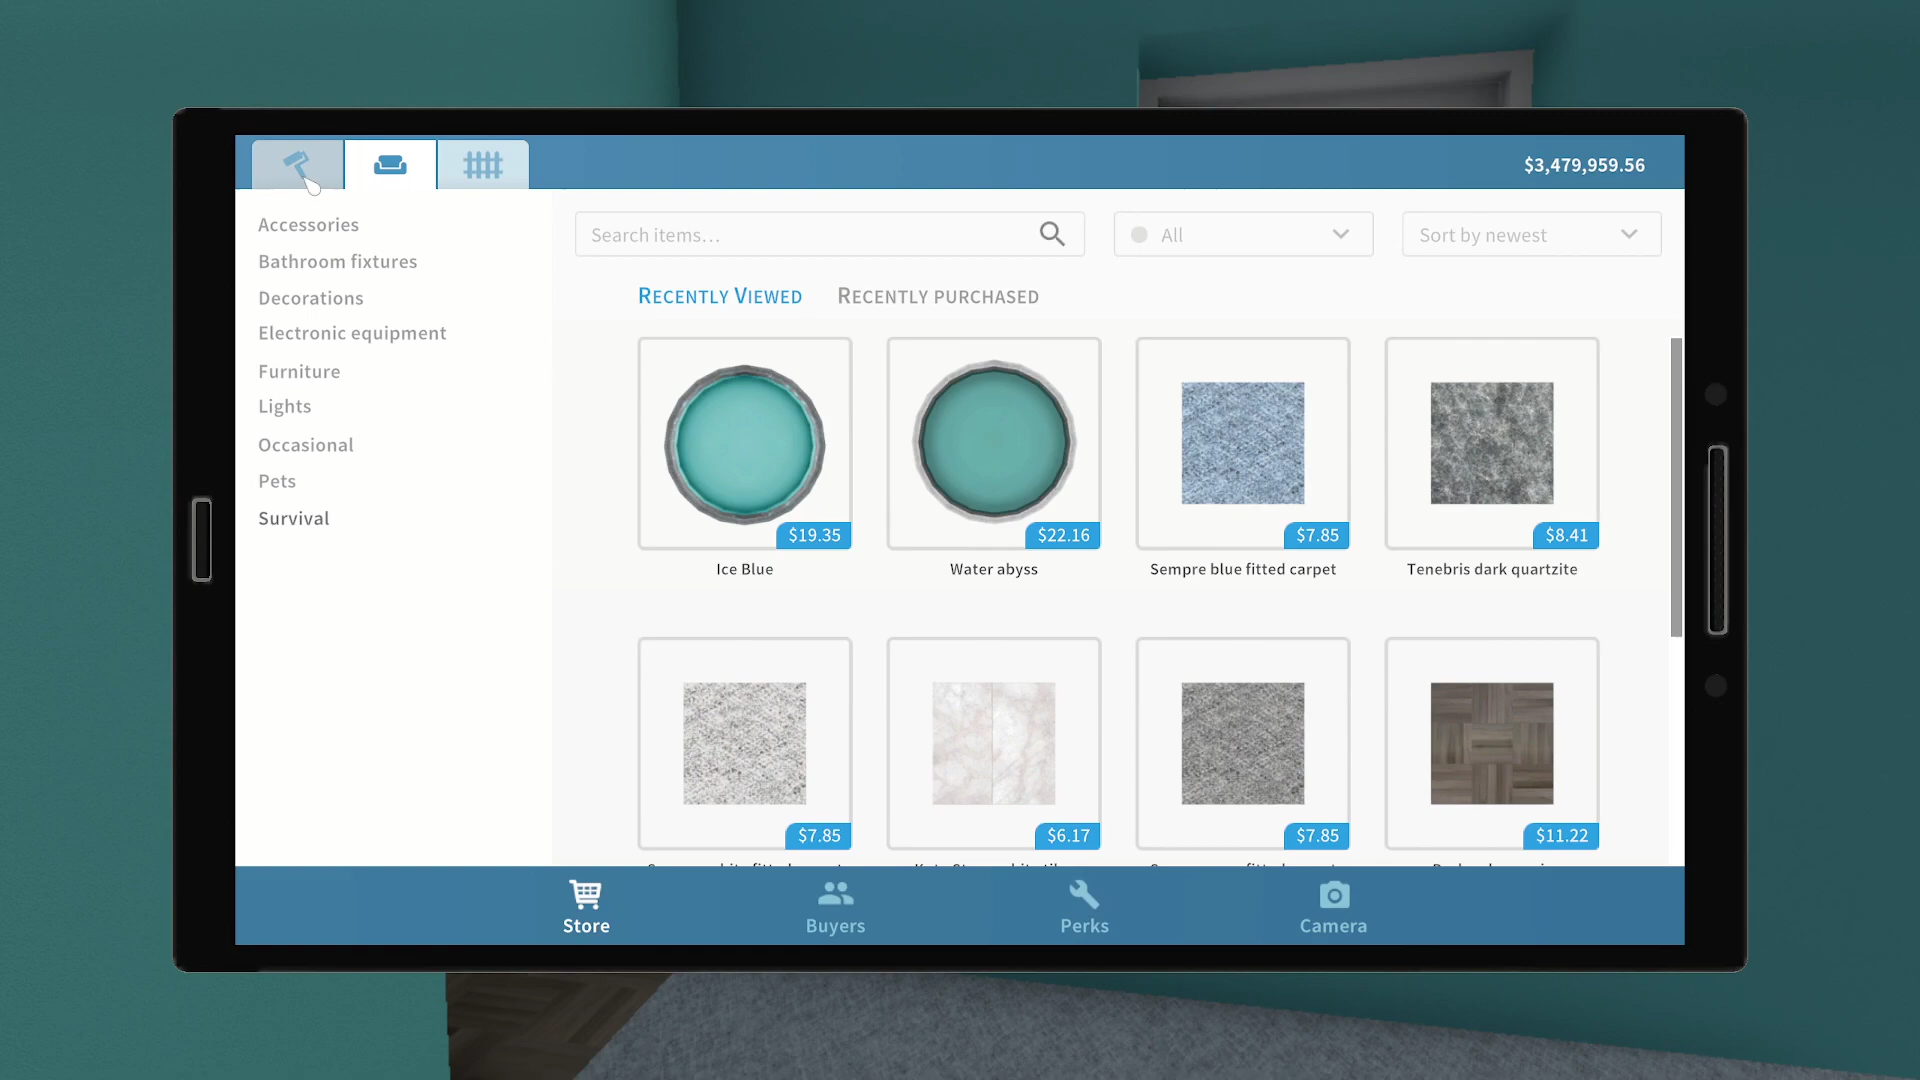 $3,479,959.56
Accessories
Bathroom fixtures
Decorations
Electronic equipment
Furniture
Lights
Occasional
Pets
Survival
Search items...
All
Sort by newest
RECENTLY VIEWED
RECENTLY PURCHASED
$19.35
$22.16
$7.85
$8.41
Ice Blue
Water abyss
Sempre blue fitted carpet
Tenebris dark quartzite
$7.85
$6.17
$7.85
$11.22
Store
Buyers
Perks
Camera